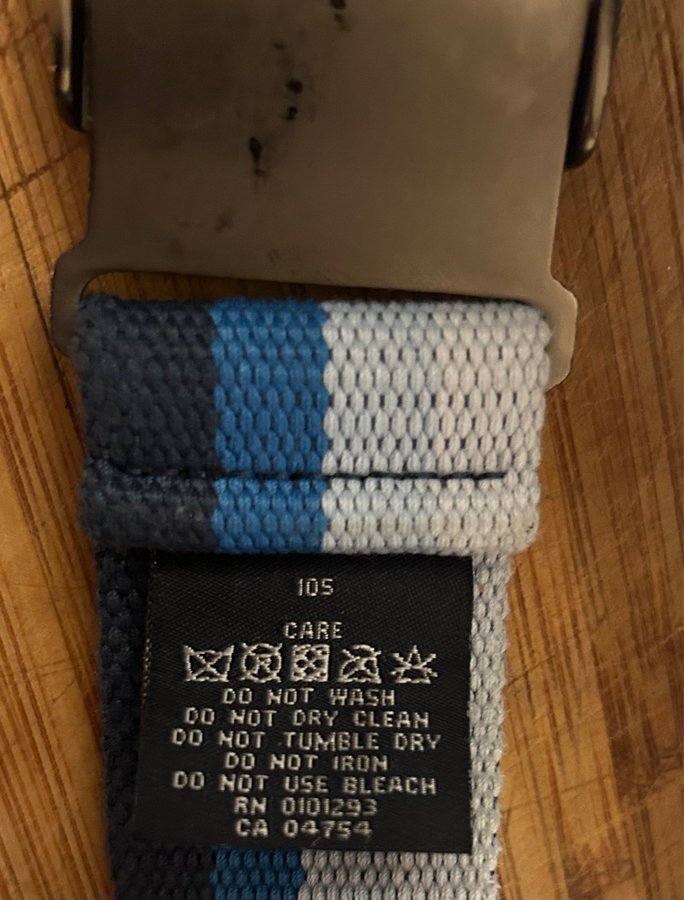 105
CARE
DO NOT WASH
DO NOT DRY CLEAN
DO NOT TUMBLE DRY
DO NOT IRON
DO NOT USE BLEACH
RN 0101293
CA 04754